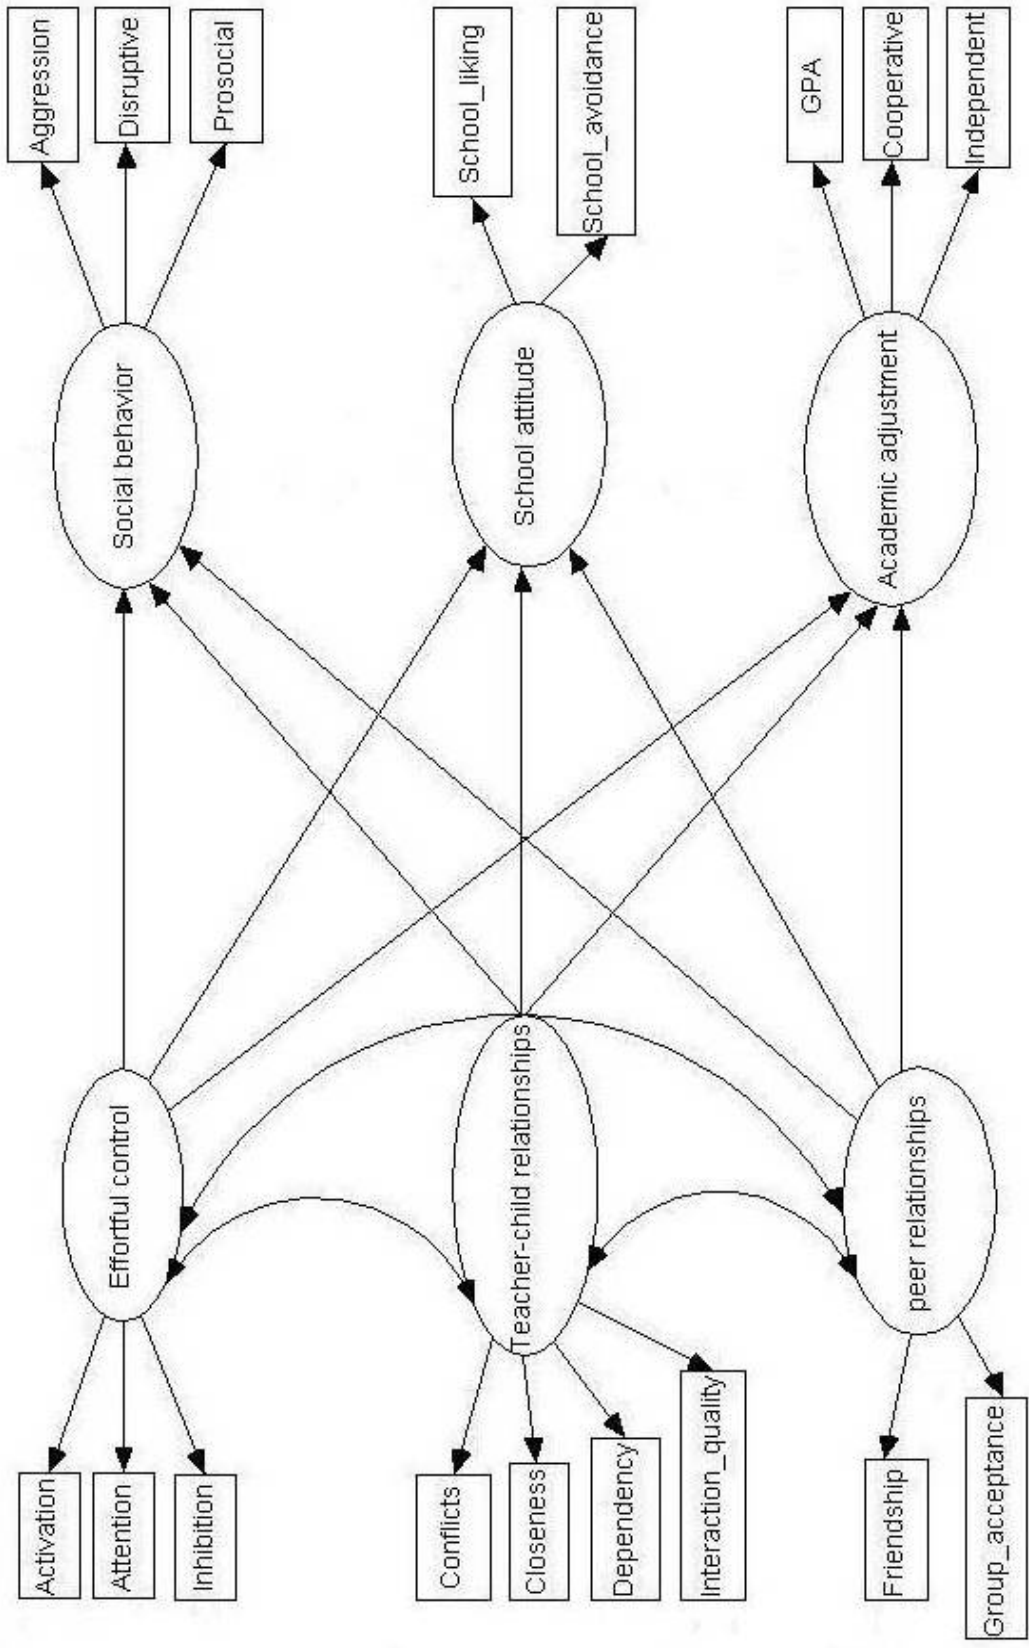 Aggression
Disruptive
Prosocial
School_liking
School_avoidance
GPA
Cooperative
Independent
Social behavior
School attitude
Academic adjustment
Effortful control
Teacher-child relationships
peer relationships
Activation
Attention
Inhibition
Conflicts
Closeness
Dependency
Interaction_quality
Friendship
Group_acceptance